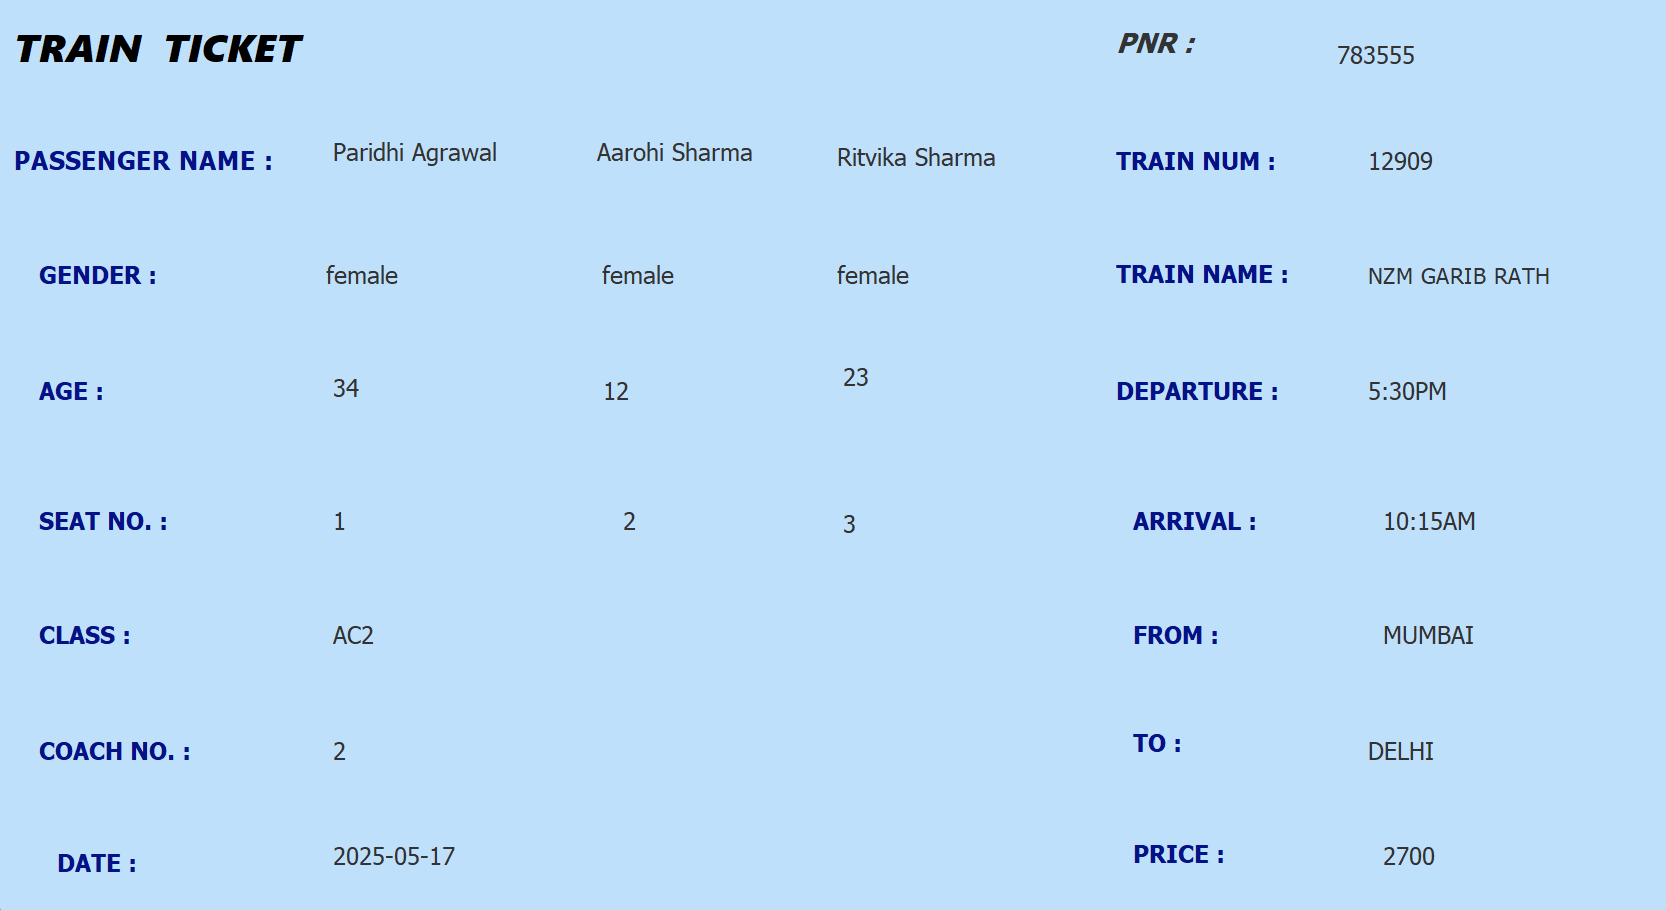 TRAIN TICKET PNR : 783555
PASSENGER NAME : Paridhi Agrawal Aarohi Sharma Ritvika Sharma TRAIN NUM : 12909
GENDER : female female female TRAIN NAME : NZM GARIB RATH
AGE : 34 12 23 DEPARTURE : 5:30PM
SEAT NO. : 1 2 3 ARRIVAL : 10:15AM
CLASS : AC2 FROM : MUMBAI
COACH NO. : 2 TO : DELHI
DATE : 2025-05-17 PRICE : 2700